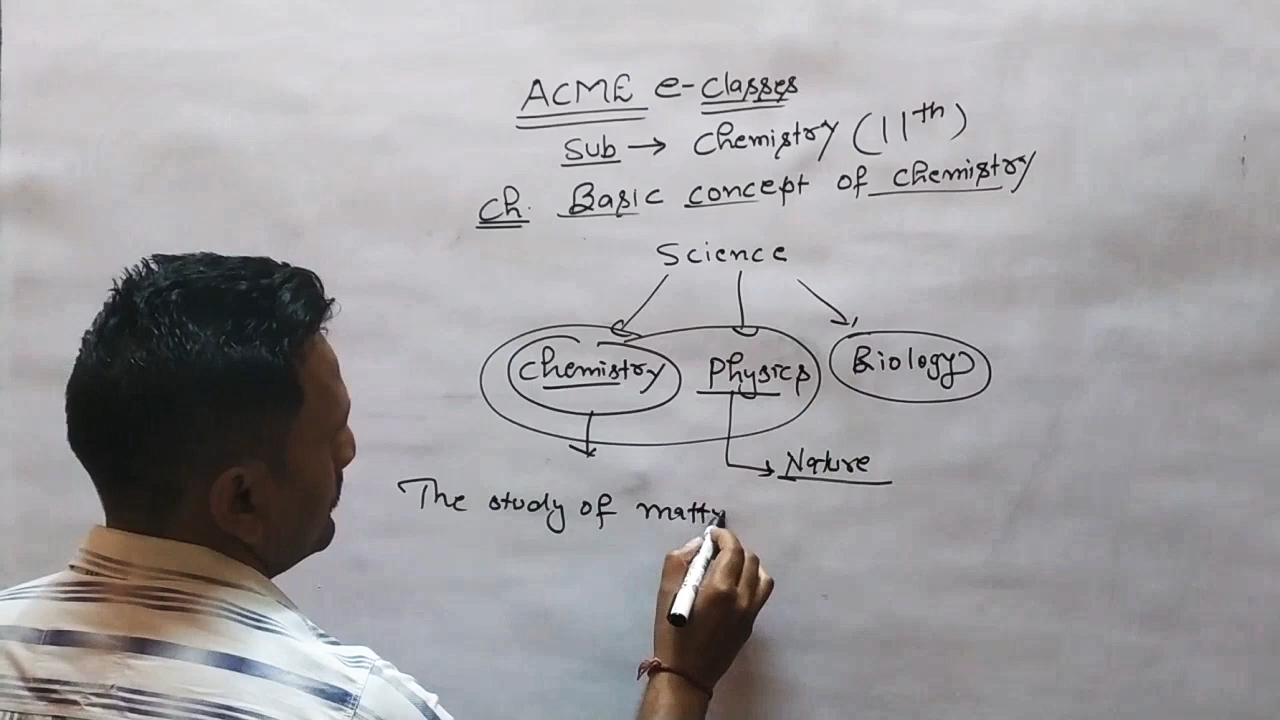 ACME e-Classes
Sub → Chemistry (11th)
Ch. Basic concept of chemistry
Science
Chemistry Physics Biology
Nature
The study of matt